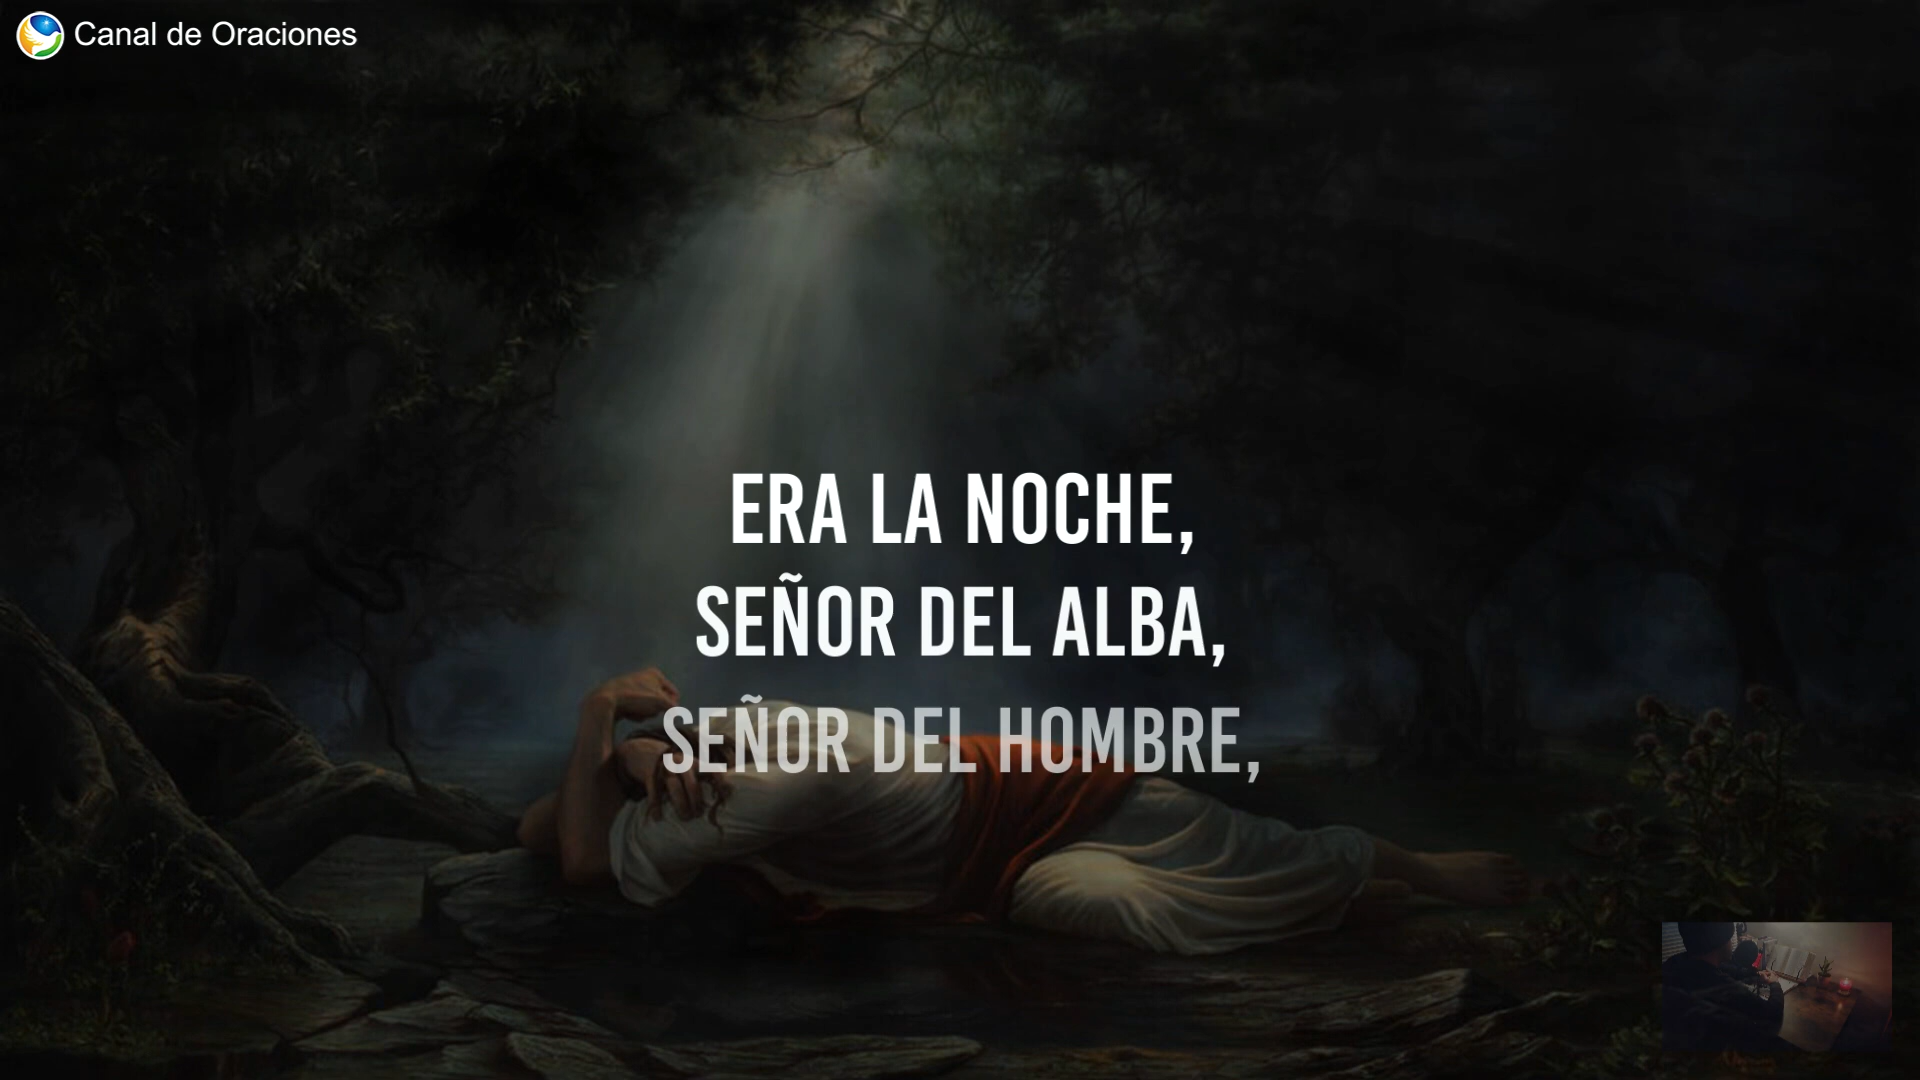 Canal de Oraciones
ERA LA NOCHE,
SEÑOR DEL ALBA,
SEÑOR DEL HOMBRE,